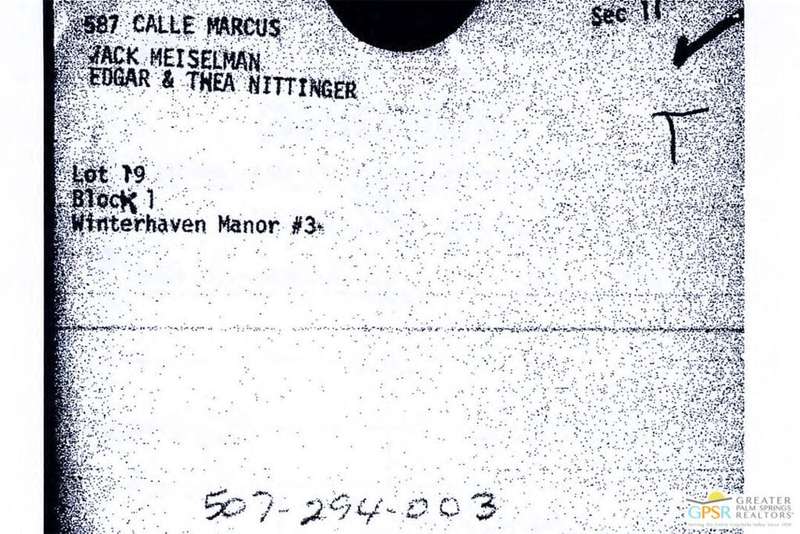 587 CALLE MARCUS
Sec 11
JACK MEISELMAN
EDGAR & THEA NITTINGER
T
Lot 19
Block 1
Winterhaven Manor #3
507-294-003
GREATER
PALM SPRINGS
REALTORS®
GPSR